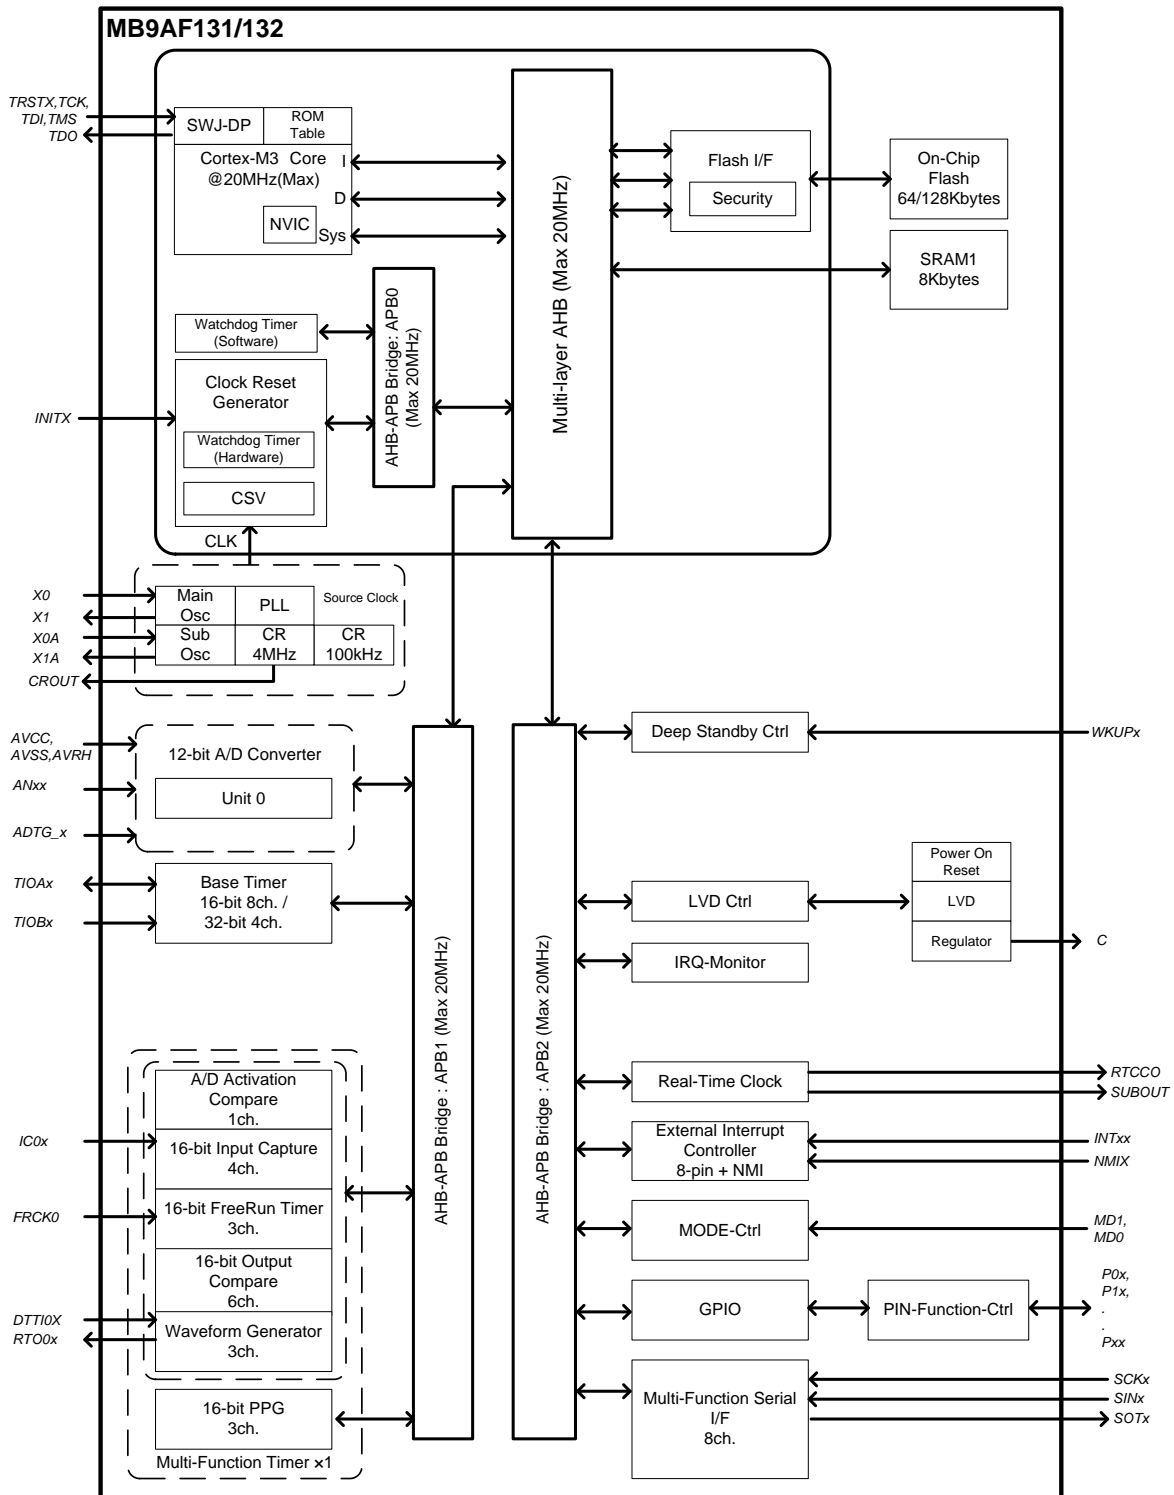 MB9AF131/132
TRSTX,TCK,
TDI,TMS
TDO
SWJ-DP
ROM
Table
Cortex-M3 Core
@20MHz(Max)
I
D
NVIC
Sys
Multi-layer AHB (Max 20MHz)
Flash I/F
Security
On-Chip
Flash
64/128Kbytes
SRAM1
8Kbytes
Watchdog Timer
(Software)
AHB-APB Bridge: APB0
(Max 20MHz)
INITX
Clock Reset
Generator
Watchdog Timer
(Hardware)
CSV
CLK
X0
X1
X0A
X1A
CROUT
Main
Osc
PLL
Source Clock
Sub
Osc
CR
4MHz
CR
100kHz
AVCC,
AVSS,AVRH
ANxx
ADTG_x
12-bit A/D Converter
Unit 0
TIOAx
TIOBx
Base Timer
16-bit 8ch. /
32-bit 4ch.
AHB-APB Bridge : APB1 (Max 20MHz)
AHB-APB Bridge : APB2 (Max 20MHz)
Deep Standby Ctrl
WKUPx
LVD Ctrl
Power On
Reset
LVD
Regulator
C
IRQ-Monitor
Real-Time Clock
RTCCO
SUBOUT
External Interrupt
Controller
8-pin + NMI
INTxx
NMIX
MODE-Ctrl
MD1,
MD0
GPIO
PIN-Function-Ctrl
P0x,
P1x,
.
.
Pxx
Multi-Function Serial
I/F
8ch.
SCKx
SINx
SOTx
A/D Activation
Compare
1ch.
IC0x
16-bit Input Capture
4ch.
FRCK0
16-bit FreeRun Timer
3ch.
16-bit Output
Compare
6ch.
DTTI0X
RTO0x
Waveform Generator
3ch.
16-bit PPG
3ch.
Multi-Function Timer ×1